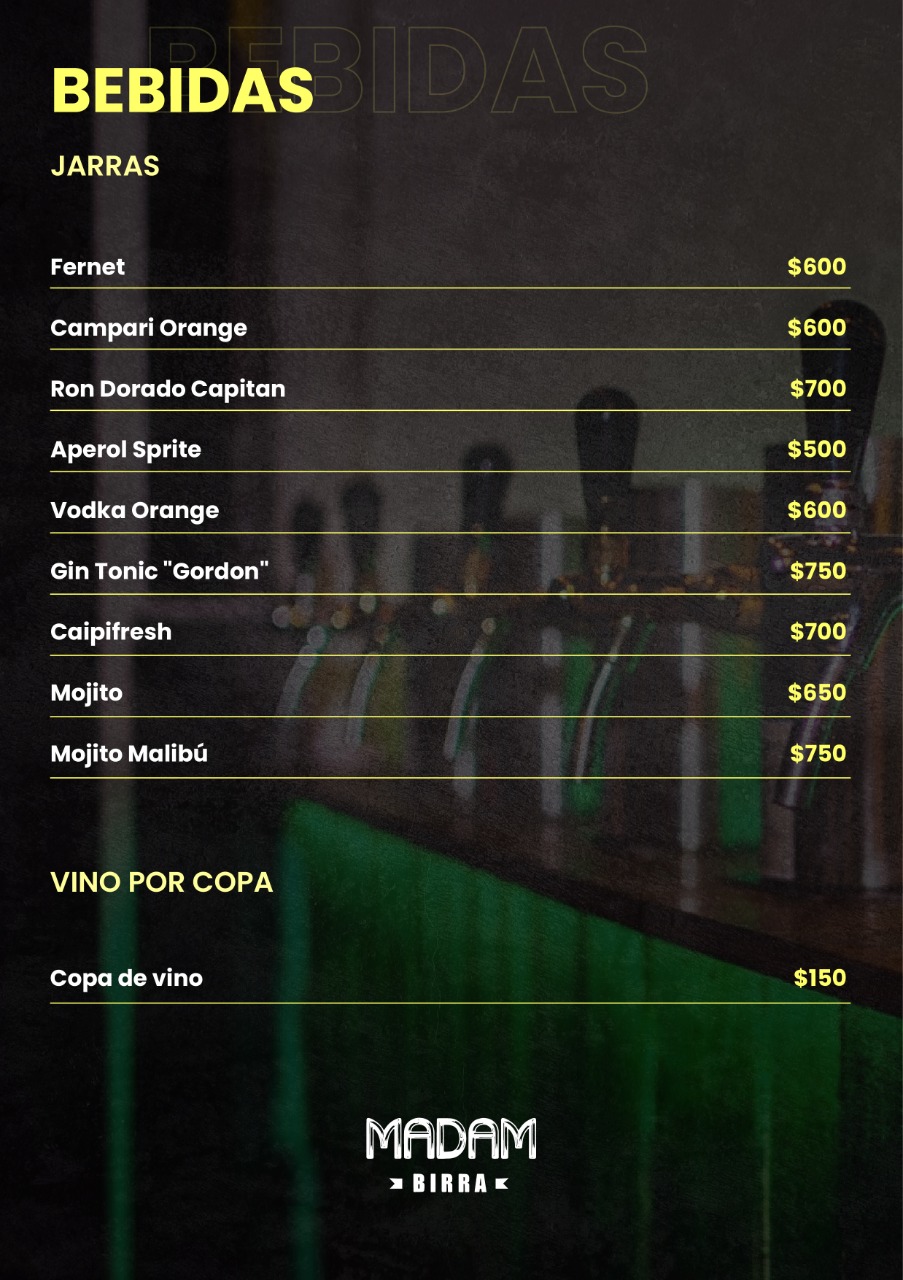 BEBIDAS
BEBIDAS
JARRAS
Fernet $600
Campari Orange $600
Ron Dorado Capitan $700
Aperol Sprite $500
Vodka Orange $600
Gin Tonic "Gordon" $750
Caipifresh $700
Mojito $650
Mojito Malibú $750
VINO POR COPA
Copa de vino $150
MADAM
BIRRA